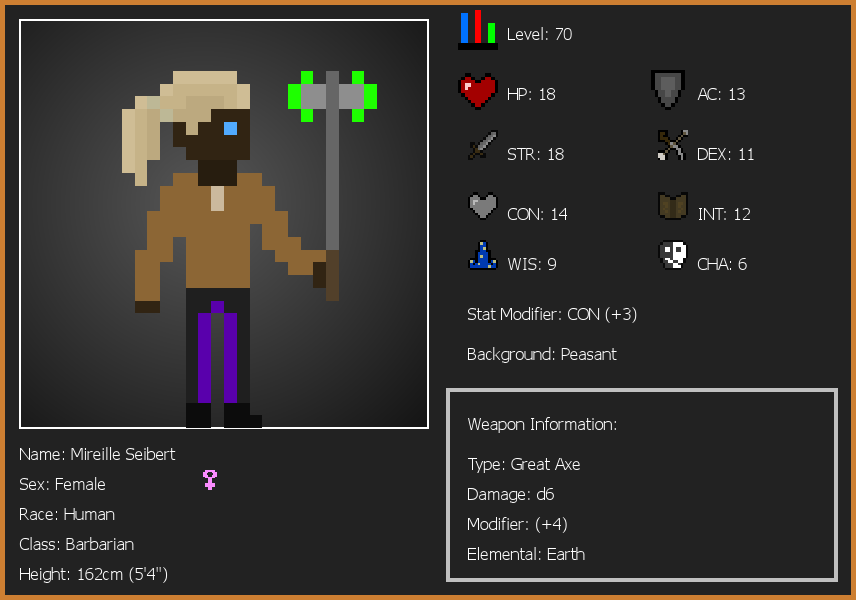 Level: 70
HP: 18
AC: 13
STR: 18
DEX: 11
CON: 14
INT: 12
WIS: 9
CHA: 6
Stat Modifier: CON (+3)
Background: Peasant
Weapon Information:
Type: Great Axe
Damage: d6
Modifier: (+4)
Elemental: Earth
Name: Mireille Seibert
Sex: Female
Race: Human
Class: Barbarian
Height: 162cm (5'4")